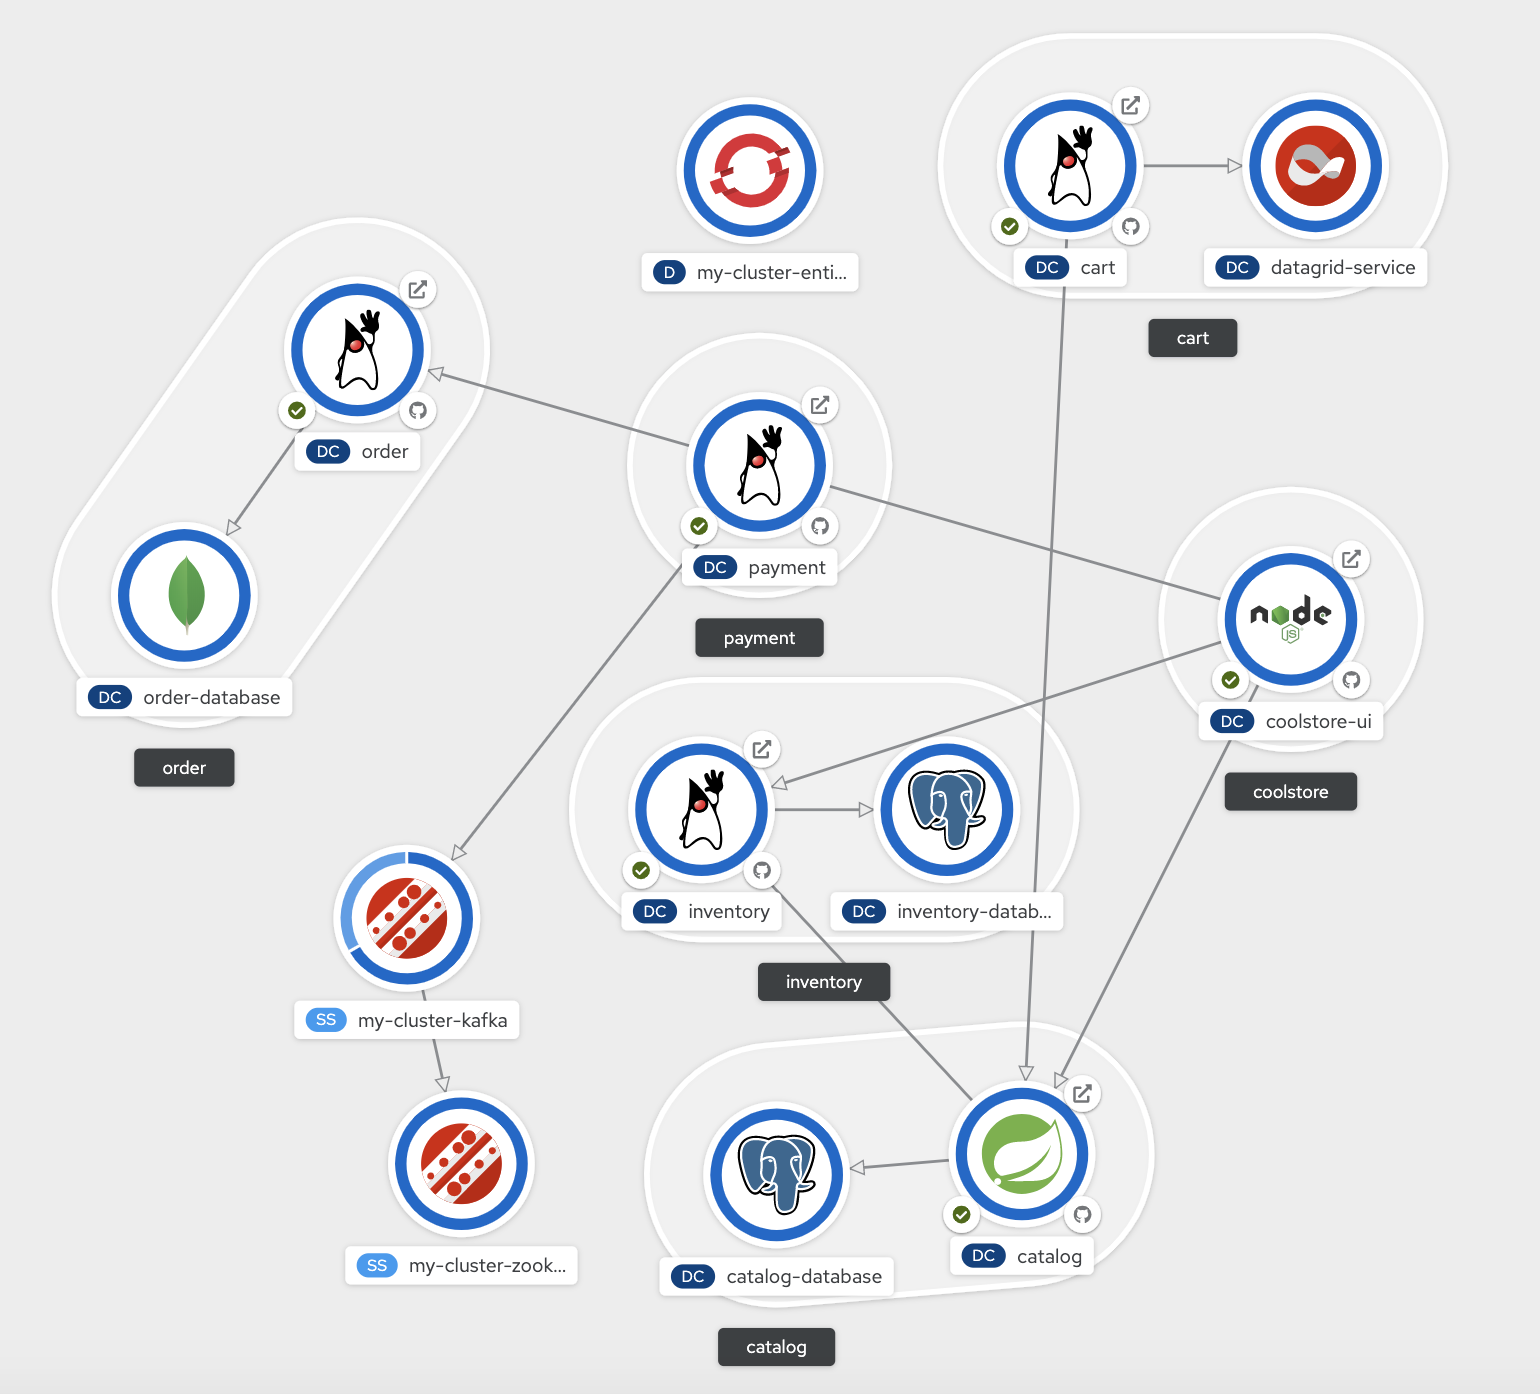 DC cart
DC datagrid-service
D my-cluster-enti...
cart
DC order
DC payment
payment
DC order-database
order
node
JS
DC coolstore-ui
coolstore
DC inventory
DC inventory-datab...
inventory
SS my-cluster-kafka
SS my-cluster-zook...
DC catalog
DC catalog-database
catalog